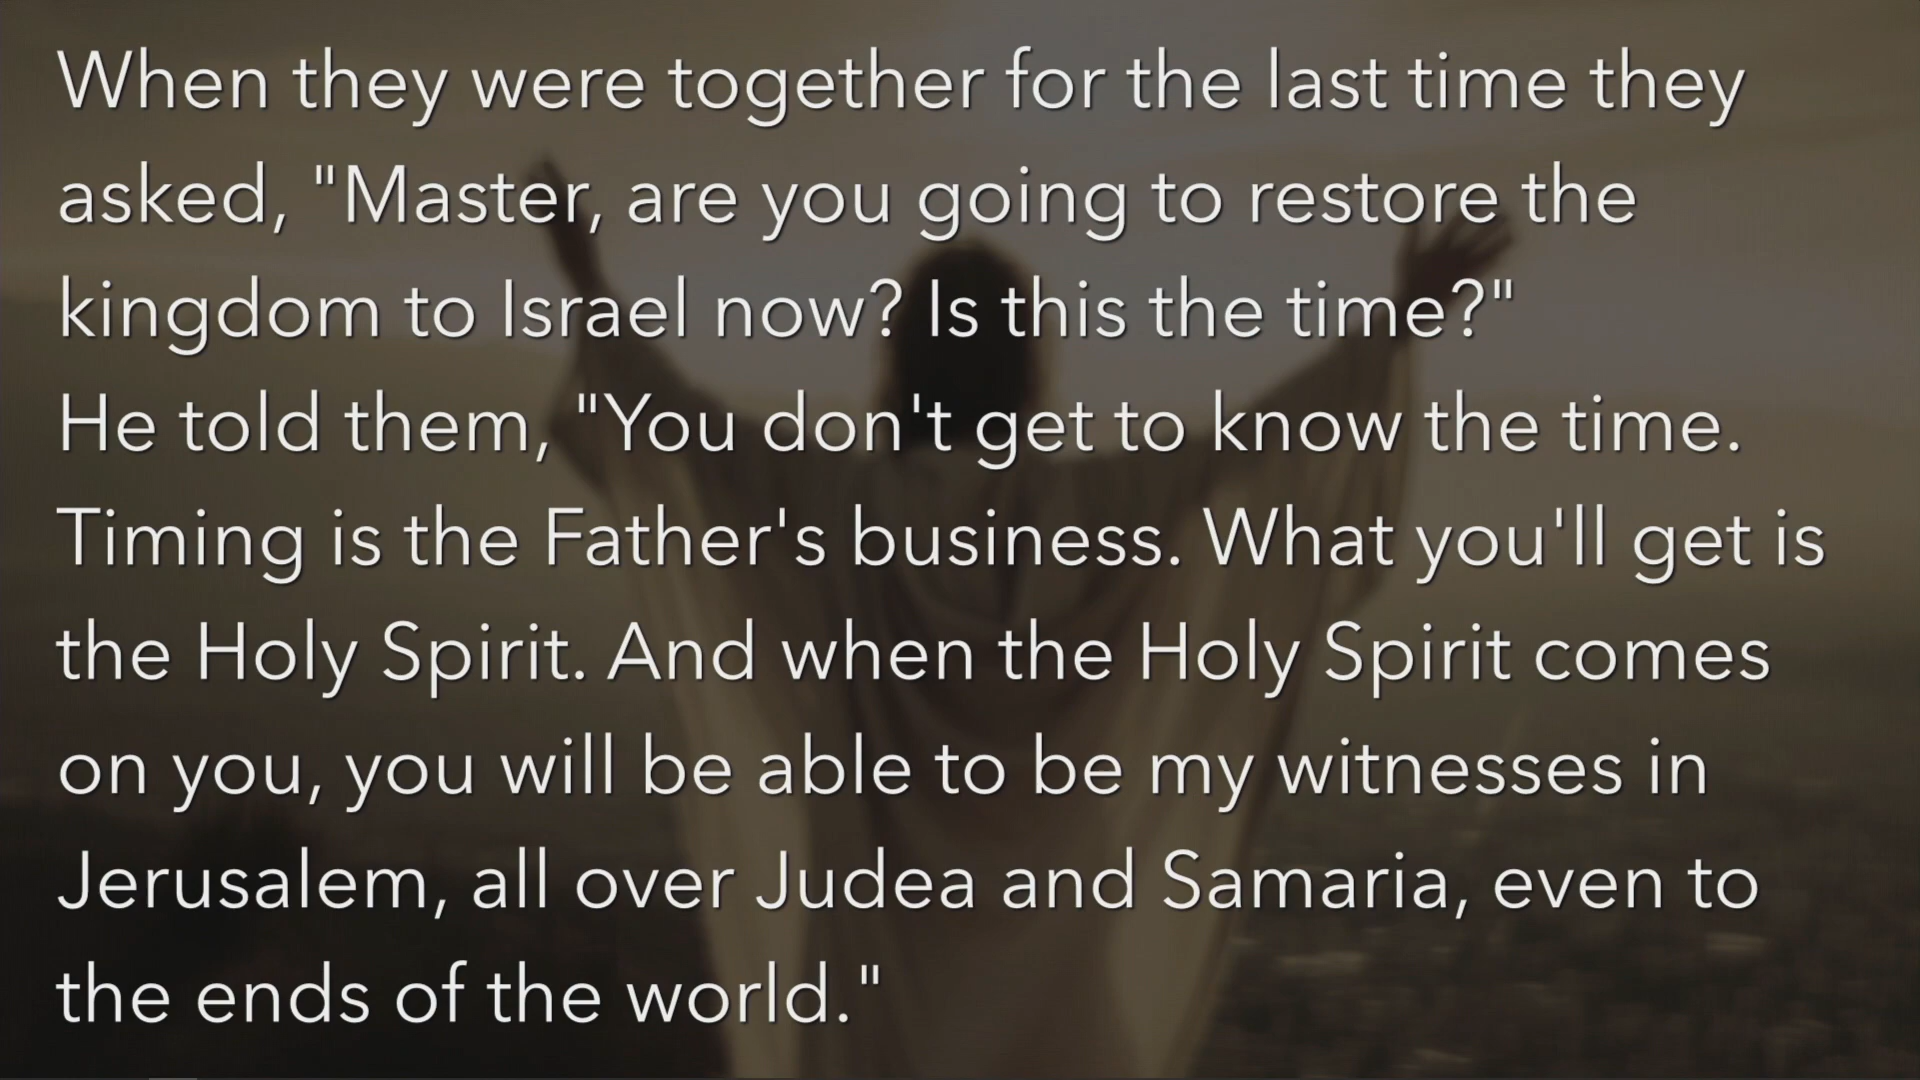 When they were together for the last time they
asked, "Master, are you going to restore the
kingdom to Israel now? Is this the time?"
He told them, "You don't get to know the time.
Timing is the Father's business. What you'll get is
the Holy Spirit. And when the Holy Spirit comes
on you, you will be able to be my witnesses in
Jerusalem, all over Judea and Samaria, even to
the ends of the world."